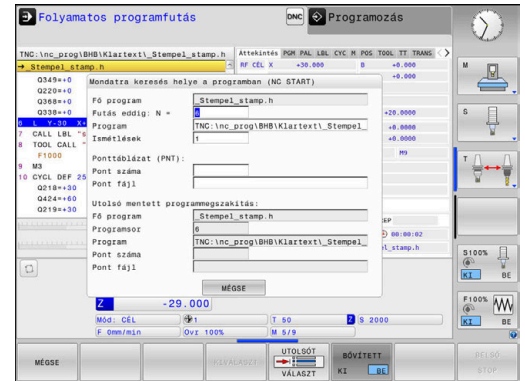 Folyamatos programfutás
DNC
Programozás
TNC:\nc_prog\BHB\Klartext\_Stempel_stamp.h
→_Stempel_stamp.h
Q349=+0
Q220=+0
Q368=+0
Q338=+0
6 L Y-30 X+
7 CALL LBL "S
8 TOOL CALL "
F1000
9 M3
10 CYCL DEF 25
Q218=+30
Q424=+60
Q219=+30
Áttekintés PGM PAL LBL CYC M POS TOOL TT TRANS
RF CÉL X +30.000 B +0.000
+0.000
+20.0000
+0.0000
+0.0000
M9
00:00:02
l_stamp.h
Mondatra keresés helye a programban (NC START)
Fő program _Stempel_stamp.h
Futás eddig: N = 6
Program TNC:\nc_prog\BHB\Klartext\_Stempel_
Ismétlések 1
Ponttáblázat (PNT):
Pont száma
Pont fájl
Utolsó mentett programmegszakítás:
Fő program _Stempel_stamp.h
Programsor 6
Program TNC:\nc_prog\BHB\Klartext\_Stempel_
Pont száma
Pont fájl
MÉGSE
Z -29.000
Mód: CÉL 1 T 50 Z S 2000
F 0mm/min Ovr 100% M 5/9
M
S
T
S100%
KI BE
F100%
KI BE
MÉGSE
KIVÁLASZT
UTOLSÓT
VÁLASZT
BŐVÍTETT
KI BE
BELSŐ
STOP